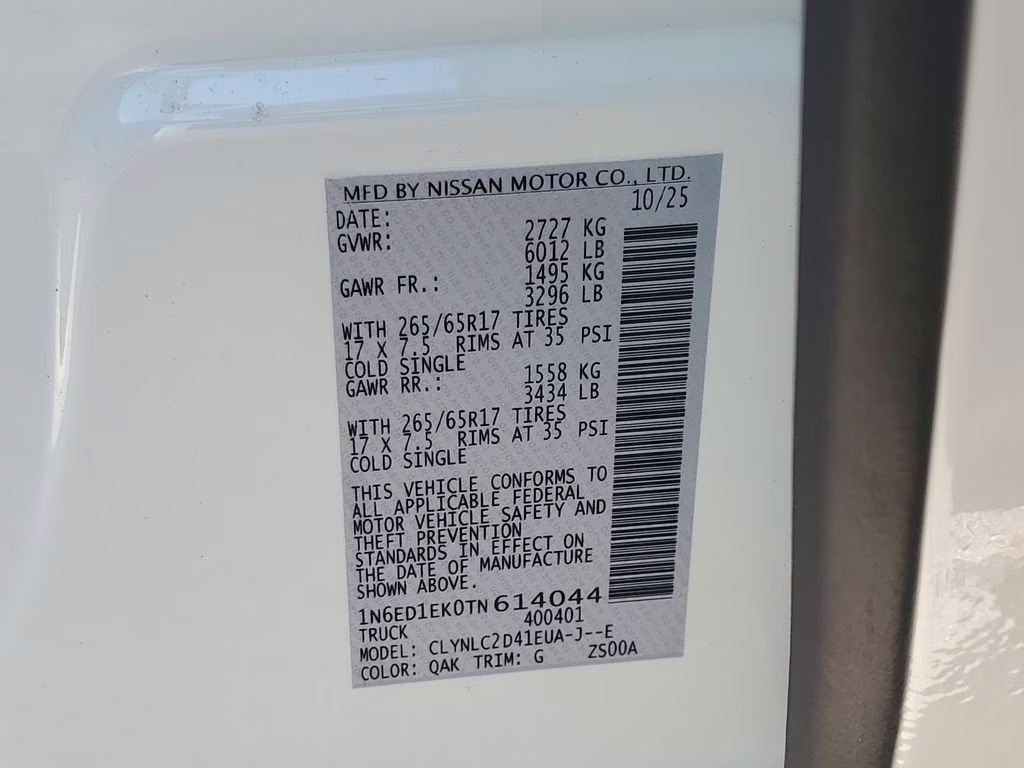 MFD BY NISSAN MOTOR CO., LTD.
DATE: 10/25
GVWR: 2727 KG
6012 LB
GAWR FR.: 1495 KG
3296 LB
WITH 265/65R17 TIRES
17 X 7.5 RIMS AT 35 PSI
COLD SINGLE
GAWR RR.: 1558 KG
3434 LB
WITH 265/65R17 TIRES
17 X 7.5 RIMS AT 35 PSI
COLD SINGLE
THIS VEHICLE CONFORMS TO
ALL APPLICABLE FEDERAL
MOTOR VEHICLE SAFETY AND
THEFT PREVENTION
STANDARDS IN EFFECT ON
THE DATE OF MANUFACTURE
SHOWN ABOVE.
1N6ED1EK0TN614044
TRUCK 400401
MODEL: CLYNLC2D41EUA-J--E
COLOR: QAK TRIM: G ZS00A